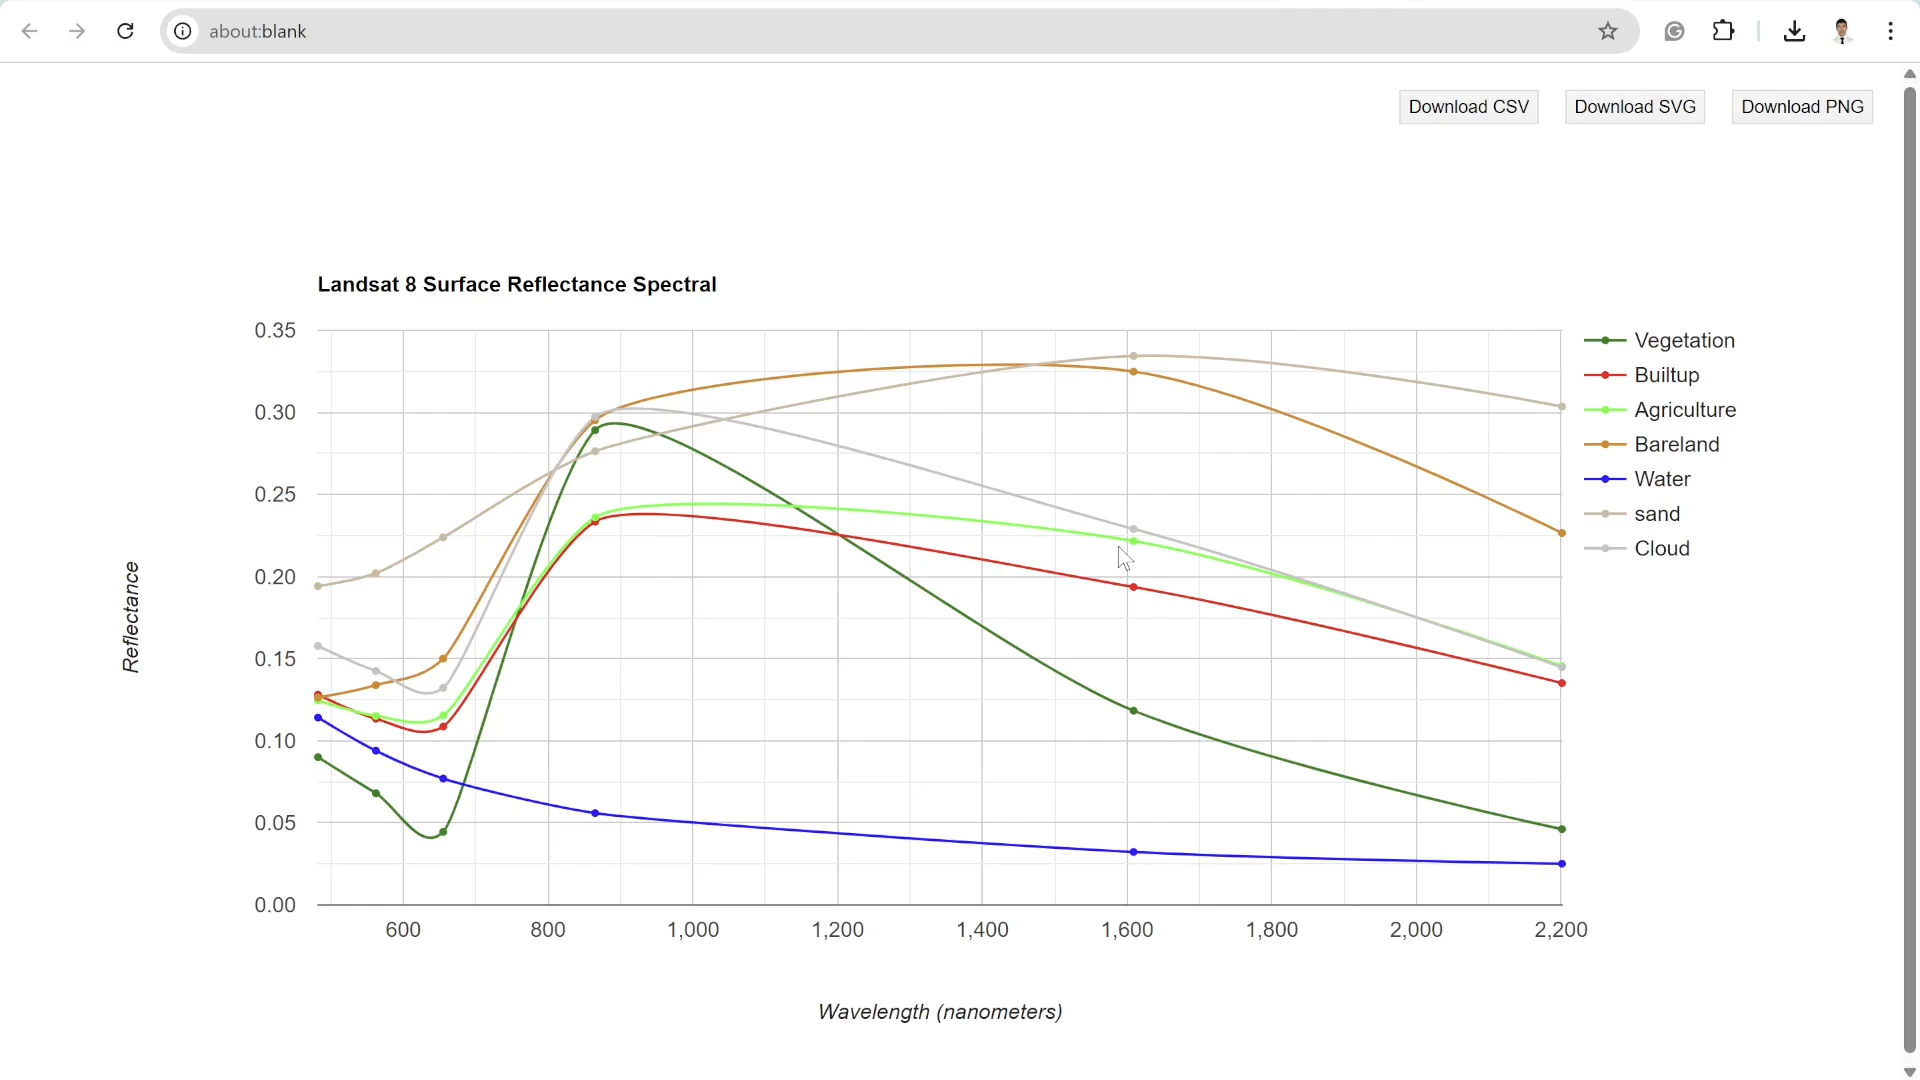 about:blank
Download CSV
Download SVG
Download PNG
Landsat 8 Surface Reflectance Spectral
0.35
0.30
0.25
0.20
0.15
0.10
0.05
0.00
Reflectance
600
800
1,000
1,200
1,400
1,600
1,800
2,000
2,200
Wavelength (nanometers)
Vegetation
Builtup
Agriculture
Bareland
Water
sand
Cloud